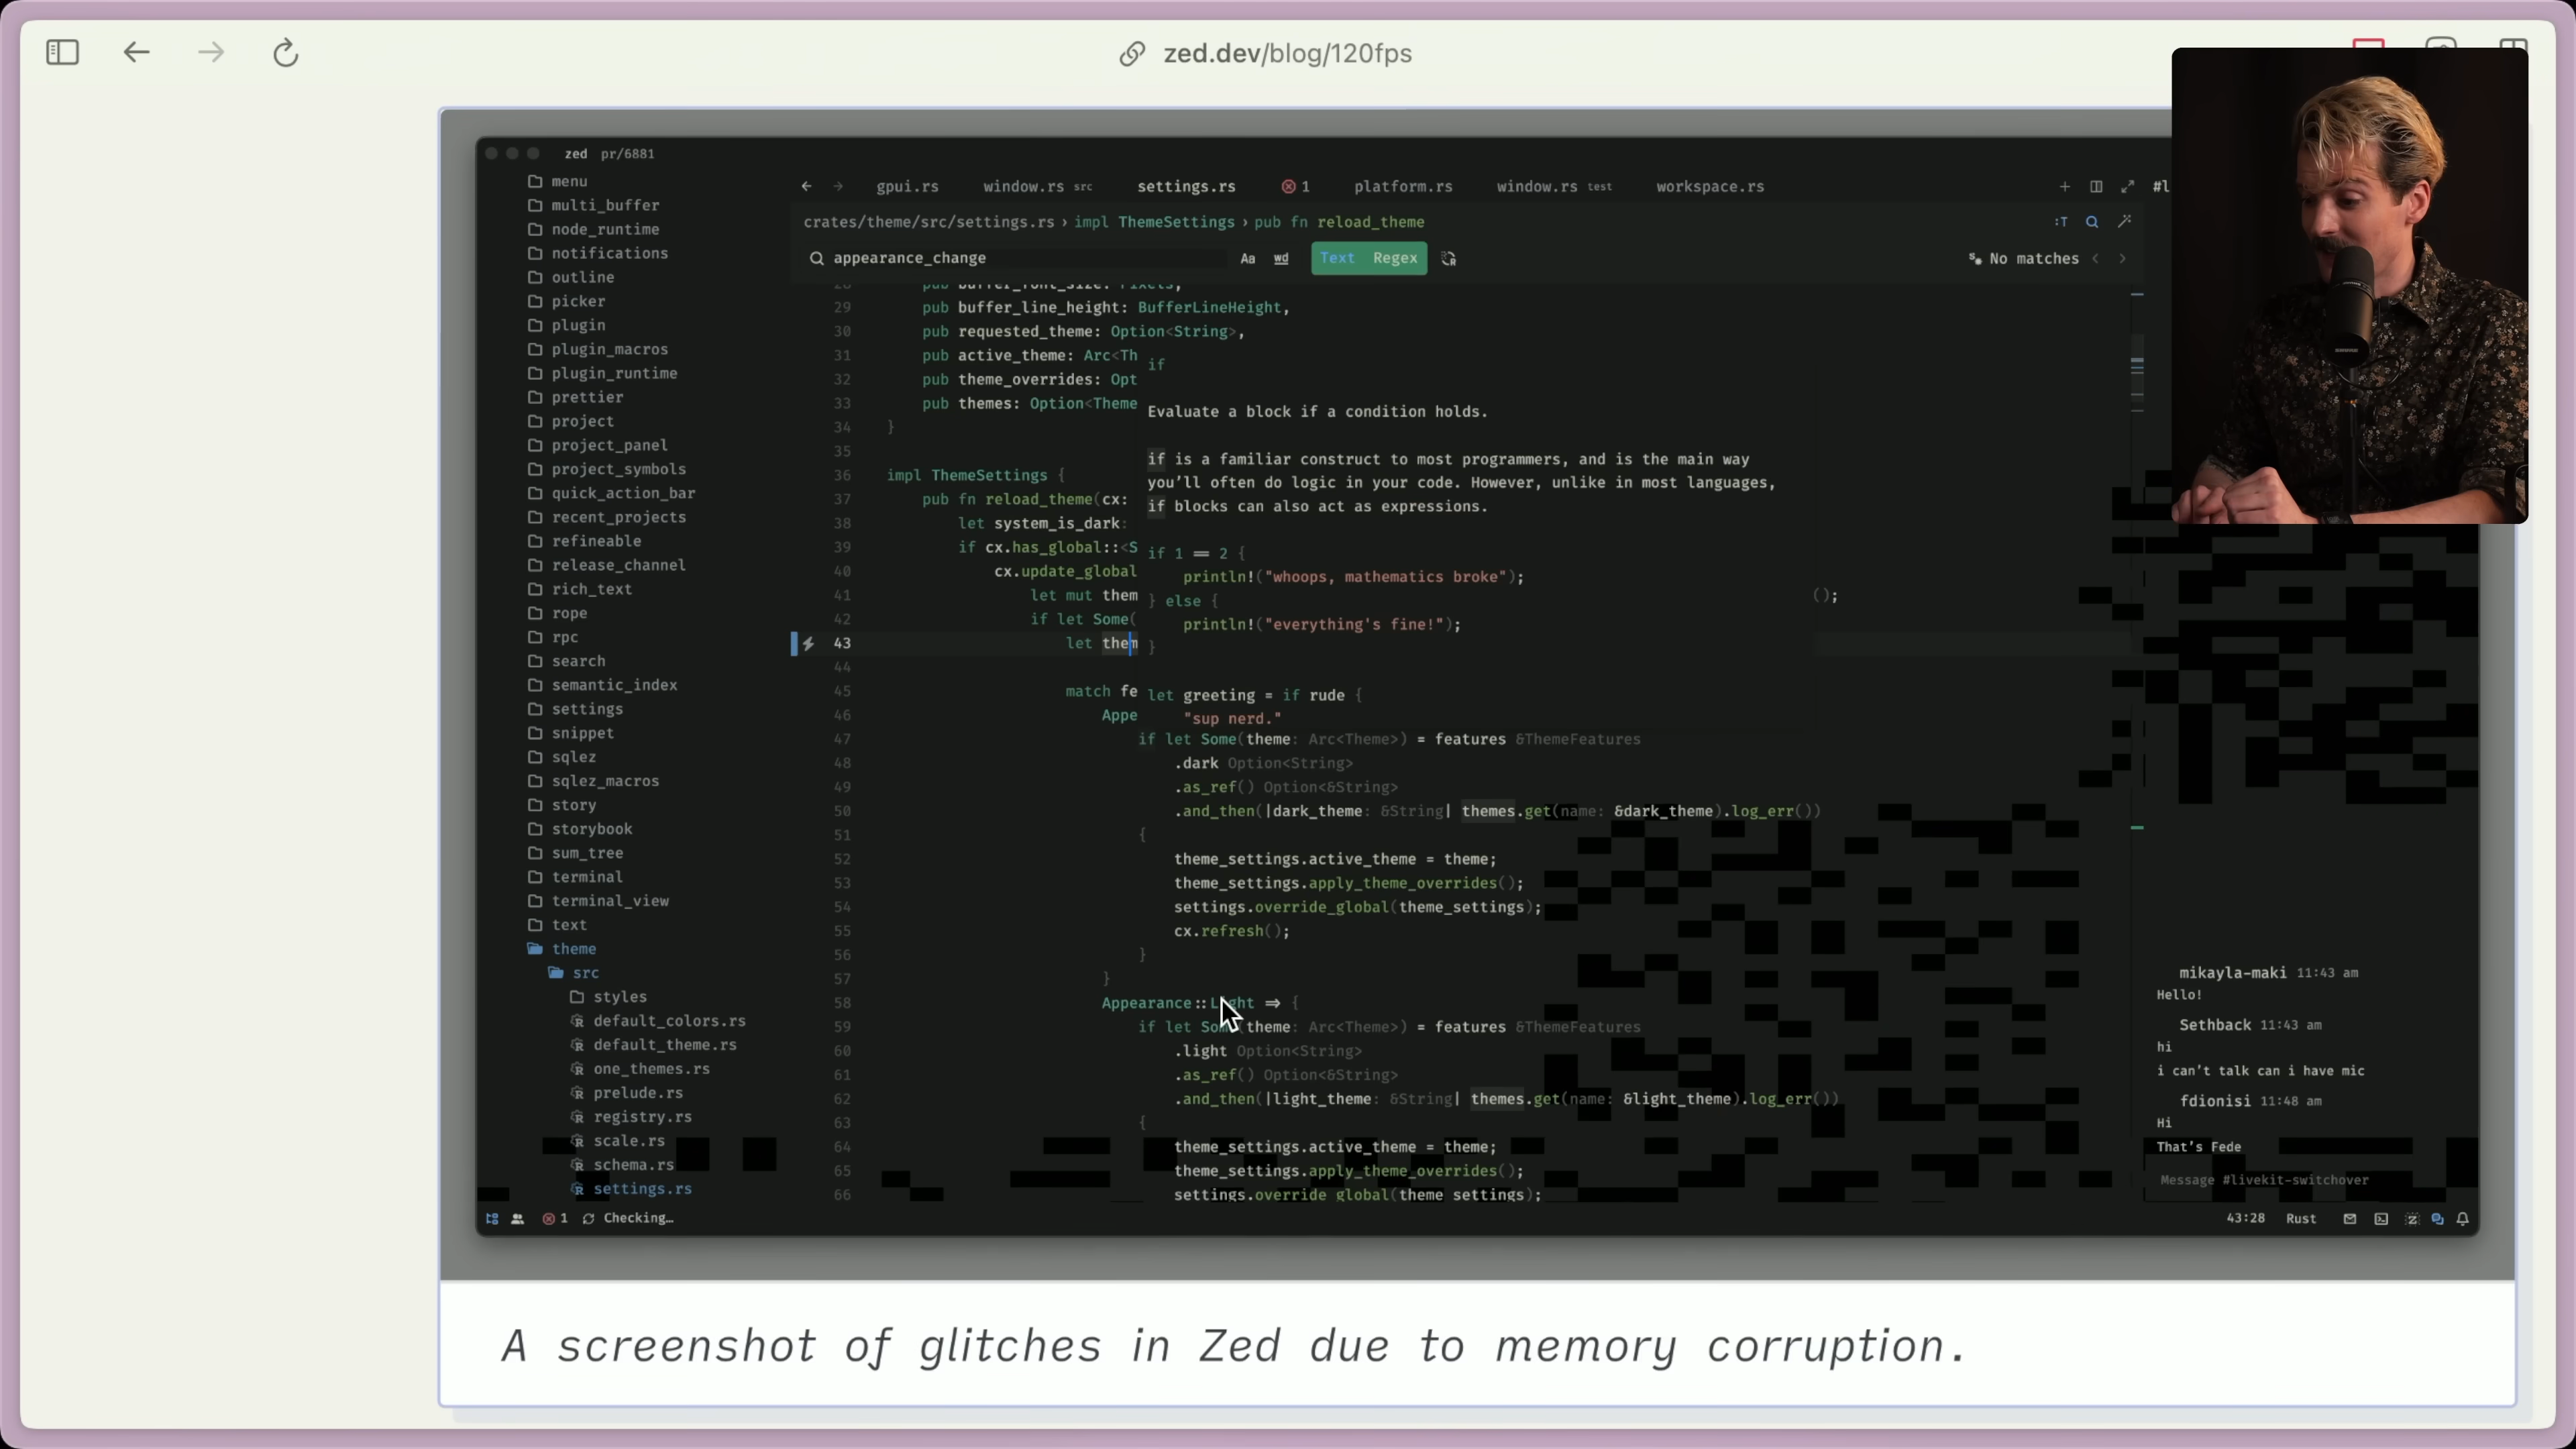 zed.dev/blog/120fps
zed pr/6881
menu
multi_buffer
node_runtime
notifications
outline
picker
plugin
plugin_macros
plugin_runtime
prettier
project
project_panel
project_symbols
quick_action_bar
recent_projects
refineable
release_channel
rich_text
rope
rpc
search
semantic_index
settings
snippet
sqlez
sqlez_macros
story
storybook
sum_tree
terminal
terminal_view
text
theme
src
styles
default_colors.rs
default_theme.rs
one_themes.rs
prelude.rs
registry.rs
scale.rs
schema.rs
settings.rs
gpui.rs window.rs src settings.rs 1 platform.rs window.rs test workspace.rs #l
crates/theme/src/settings.rs › impl ThemeSettings › pub fn reload_theme
appearance_change Aa wd Text Regex No matches
28 pub buffer_font_size: Pixels,
29 pub buffer_line_height: BufferLineHeight,
30 pub requested_theme: Option<String>,
31 pub active_theme: Arc<Th
32 pub theme_overrides: Opt
33 pub themes: Option<Theme
34 }
35
36 impl ThemeSettings {
37 pub fn reload_theme(cx:
38 let system_is_dark:
39 if cx.has_global::<S
40 cx.update_global
41 let mut them ();
42 if let Some(
43 let them
44
45 match fe
46 Appe
if
Evaluate a block if a condition holds.
if is a familiar construct to most programmers, and is the main way
you’ll often do logic in your code. However, unlike in most languages,
if blocks can also act as expressions.
if 1 == 2 {
println!("whoops, mathematics broke");
} else {
println!("everything's fine!");
}
let greeting = if rude {
"sup nerd."
47 if let Some(theme: Arc<Theme>) = features &ThemeFeatures
48 .dark Option<String>
49 .as_ref() Option<&String>
50 .and_then(|dark_theme: &String| themes.get(name: &dark_theme).log_err())
51 {
52 theme_settings.active_theme = theme;
53 theme_settings.apply_theme_overrides();
54 settings.override_global(theme_settings);
55 cx.refresh();
56 }
57 }
58 Appearance::Light => {
59 if let Some(theme: Arc<Theme>) = features &ThemeFeatures
60 .light Option<String>
61 .as_ref() Option<&String>
62 .and_then(|light_theme: &String| themes.get(name: &light_theme).log_err())
63 {
64 theme_settings.active_theme = theme;
65 theme_settings.apply_theme_overrides();
66 settings.override_global(theme_settings);
mikayla-maki 11:43 am
Hello!
Sethback 11:43 am
hi
i can’t talk can i have mic
fdionisi 11:48 am
Hi
That’s Fede
Message #livekit-switchover
1 Checking… 43:28 Rust
A screenshot of glitches in Zed due to memory corruption.